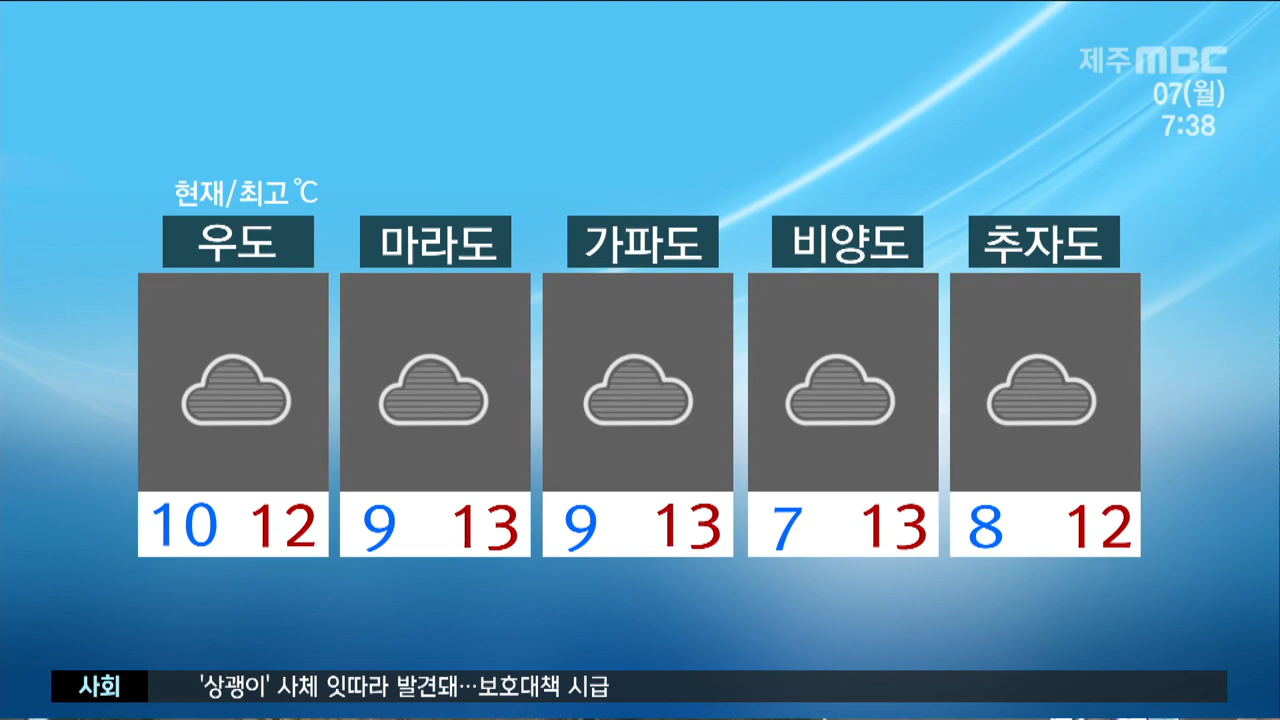 제주MBC
07(월)
7:38
현재/최고℃
우도 마라도 가파도 비양도 추자도
10 12 9 13 9 13 7 13 8 12
사회 '상괭이' 사체 잇따라 발견돼…보호대책 시급